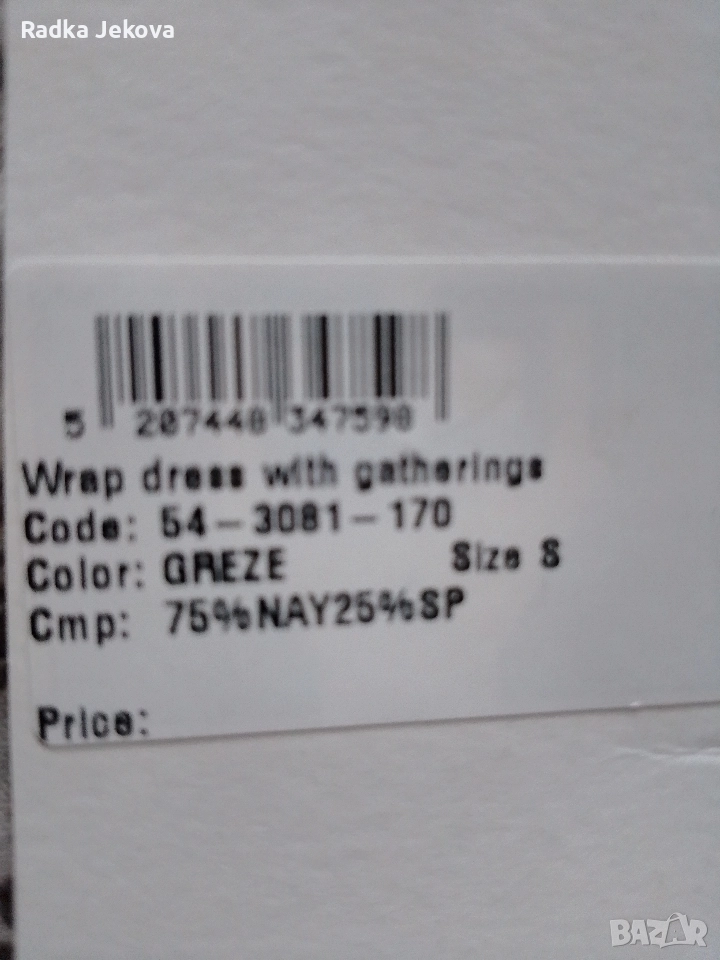 Radka Jekova
5 207448 347598
Wrap dress with gatherings
Code: 54-3081-170
Color: GREZE Size S
Cmp: 75%NAY25%SP
Price:
BAZAR